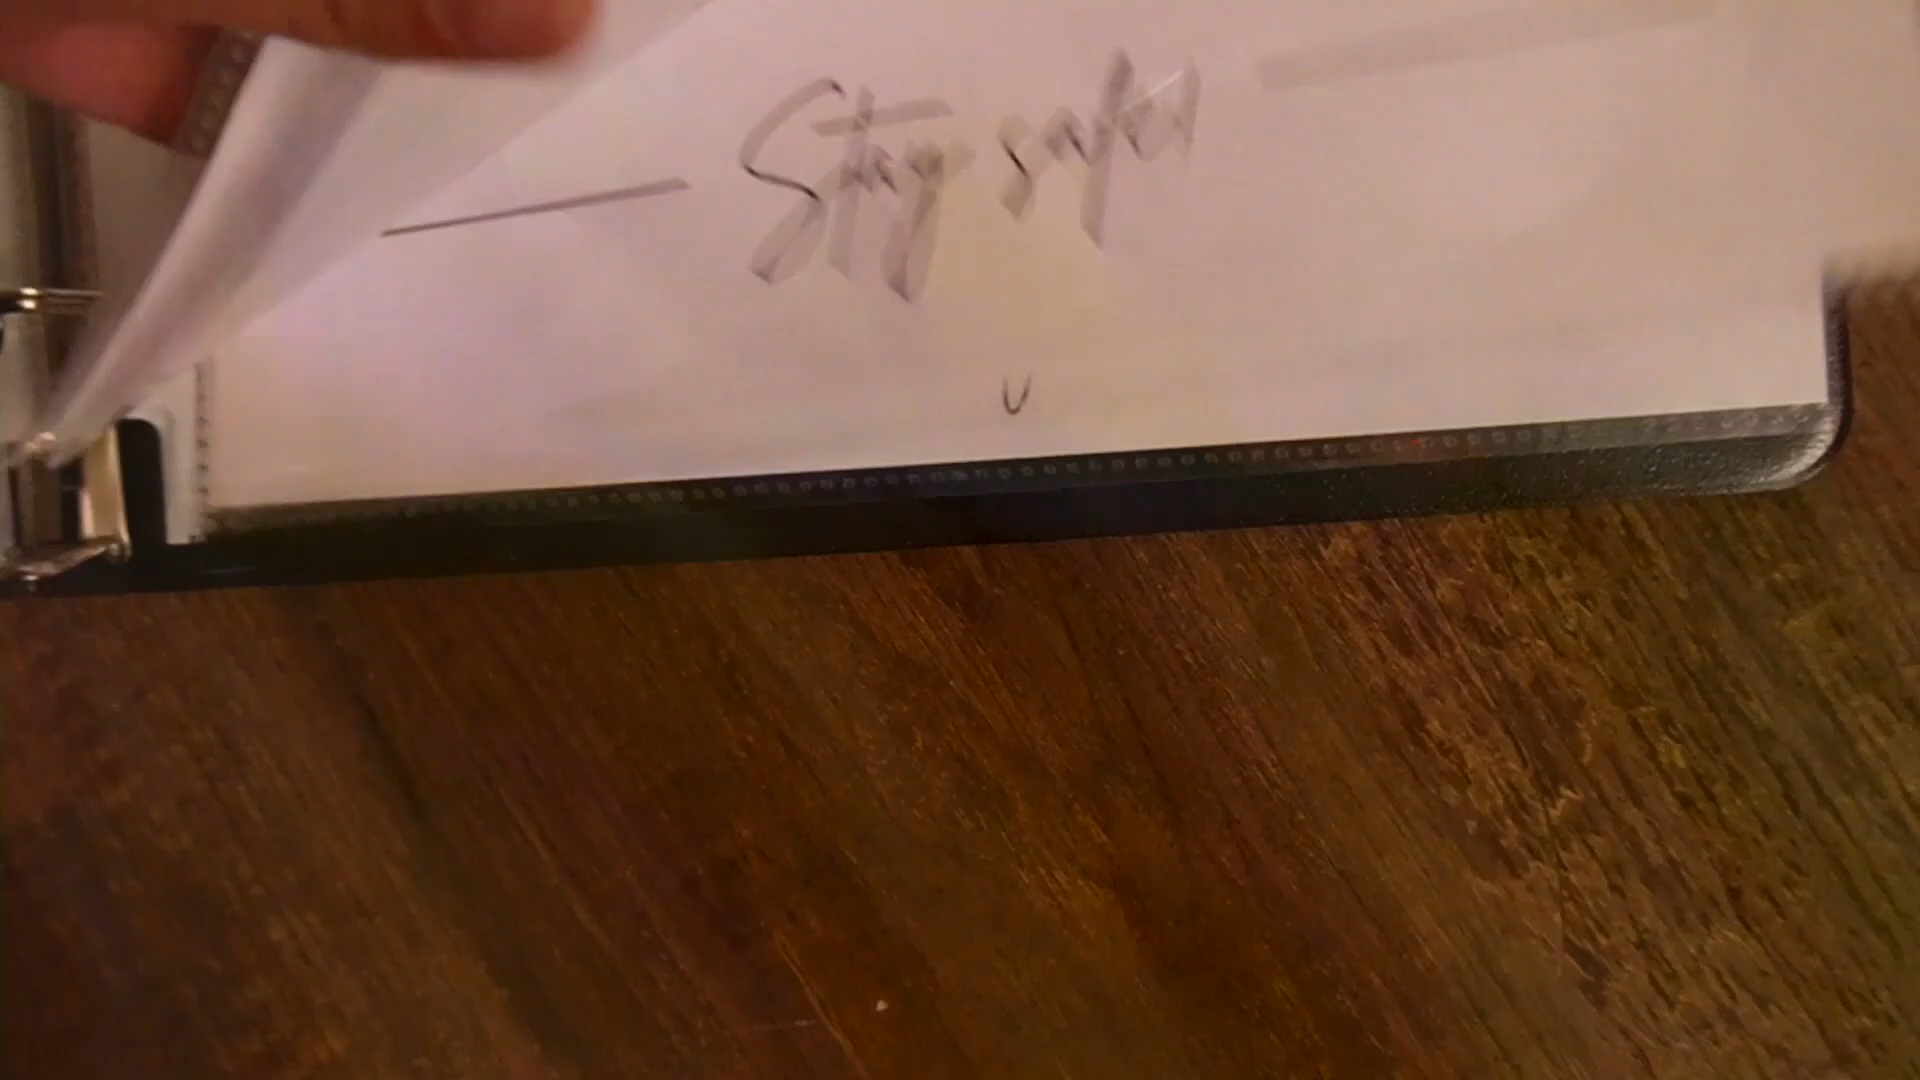 — Stay safe! —
U